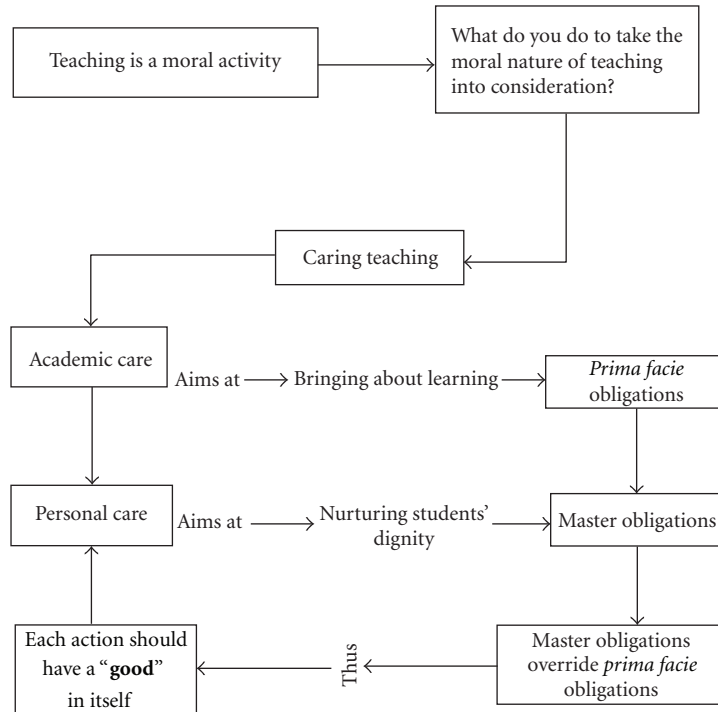 Teaching is a moral activity
What do you do to take the
moral nature of teaching
into consideration?
Caring teaching
Academic care
Aims at
Bringing about learning
Prima facie
obligations
Personal care
Aims at
Nurturing students'
dignity
Master obligations
Each action should
have a “good”
in itself
Thus
Master obligations
override prima facie
obligations